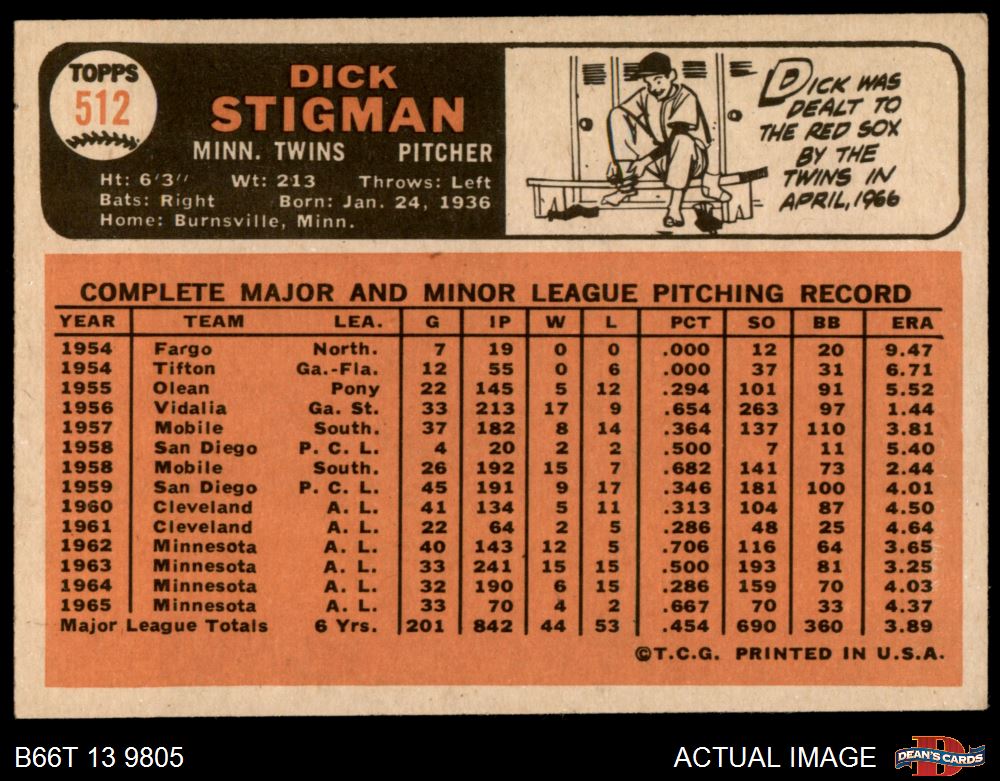 TOPPS
512
DICK
STIGMAN
MINN. TWINS PITCHER
Ht: 6'3" Wt: 213 Throws: Left
Bats: Right Born: Jan. 24, 1936
Home: Burnsville, Minn.
DICK WAS
DEALT TO
THE RED SOX
BY THE
TWINS IN
APRIL, 1966
COMPLETE MAJOR AND MINOR LEAGUE PITCHING RECORD
YEAR TEAM LEA. G IP W L PCT SO BB ERA
1954 Fargo North. 7 19 0 0 .000 12 20 9.47
1954 Tifton Ga.-Fla. 12 55 0 6 .000 37 31 6.71
1955 Olean Pony 22 145 5 12 .294 101 91 5.52
1956 Vidalia Ga. St. 33 213 17 9 .654 263 97 1.44
1957 Mobile South. 37 182 8 14 .364 137 110 3.81
1958 San Diego P. C. L. 4 20 2 2 .500 7 11 5.40
1958 Mobile South. 26 192 15 7 .682 141 73 2.44
1959 San Diego P. C. L. 45 191 9 17 .346 181 100 4.01
1960 Cleveland A. L. 41 134 5 11 .313 104 87 4.50
1961 Cleveland A. L. 22 64 2 5 .286 48 25 4.64
1962 Minnesota A. L. 40 143 12 5 .706 116 64 3.65
1963 Minnesota A. L. 33 241 15 15 .500 193 81 3.25
1964 Minnesota A. L. 32 190 6 15 .286 159 70 4.03
1965 Minnesota A. L. 33 70 4 2 .667 70 33 4.37
Major League Totals 6 Yrs. 201 842 44 53 .454 690 360 3.89
©T.C.G. PRINTED IN U.S.A.
B66T 13 9805
ACTUAL IMAGE
DEAN'S CARDS